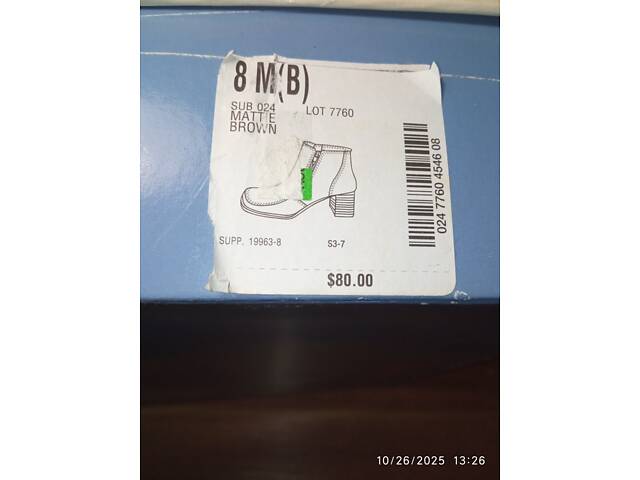 8 M(B)
SUB 024 LOT 7760
MATTIE
BROWN
024 7760 4546 08
SUPP. 19963-8 S3-7
$80.00
10/26/2025 13:26